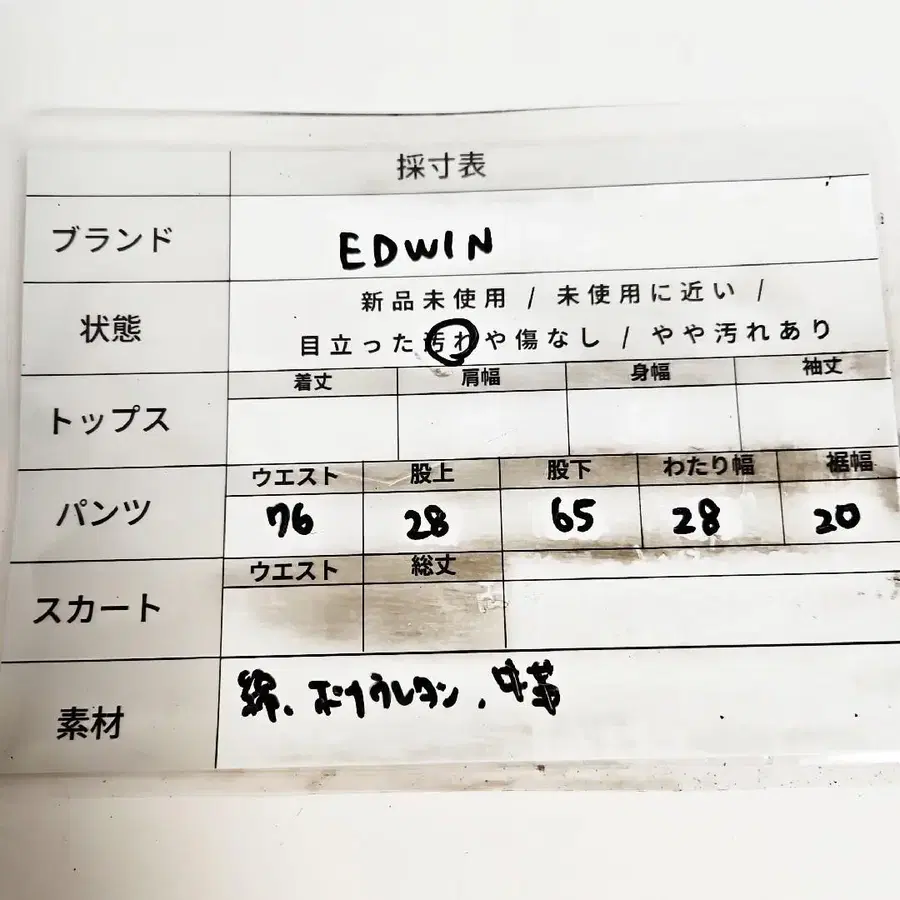 採寸表
ブランド EDWIN
状態 新品未使用 / 未使用に近い /
目立った汚れや傷なし / やや汚れあり
着丈 肩幅 身幅 袖丈
トップス
ウエスト 股上 股下 わたり幅 裾幅
パンツ 76 28 65 28 20
ウエスト 総丈
スカート
素材 綿、ポリウレタン、牛革